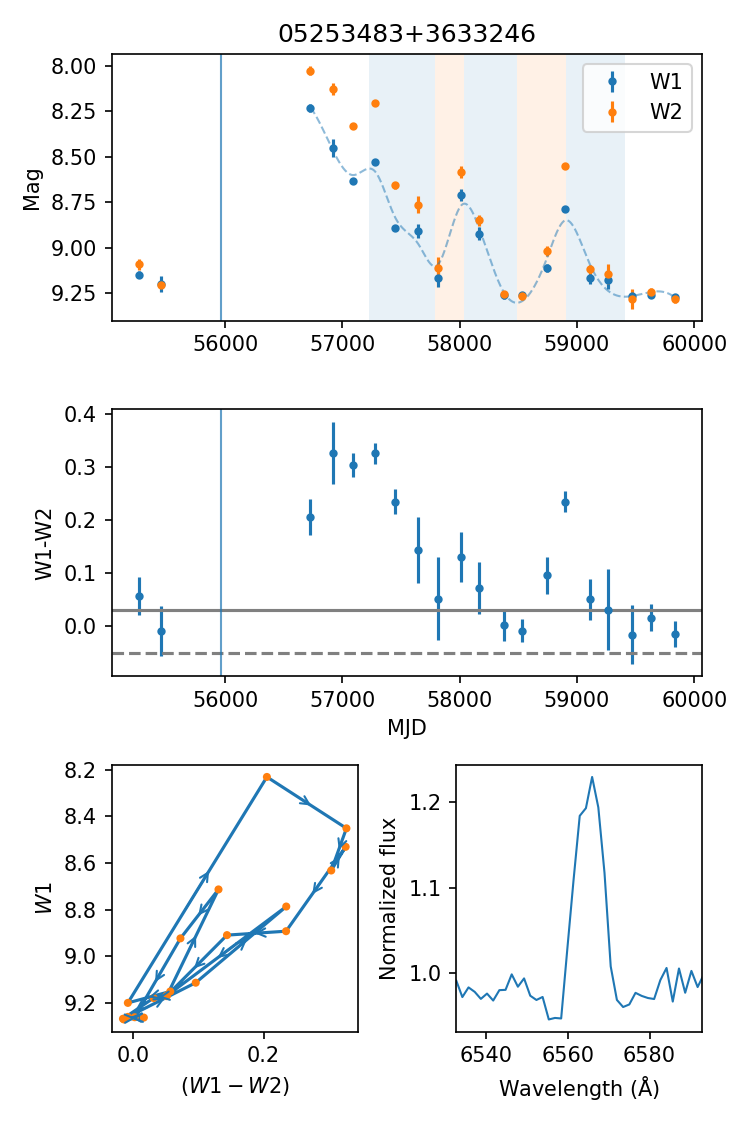 05253483+3633246
8.00
8.25
8.50
8.75
9.00
9.25
Mag
W1
W2
56000 57000 58000 59000 60000
0.4
0.3
0.2
0.1
0.0
W1-W2
56000 57000 58000 59000 60000
MJD
8.2
8.4
8.6
8.8
9.0
9.2
W1
0.0 0.2
(W1 − W2)
1.2
1.1
1.0
Normalized flux
6540 6560 6580
Wavelength (Å)